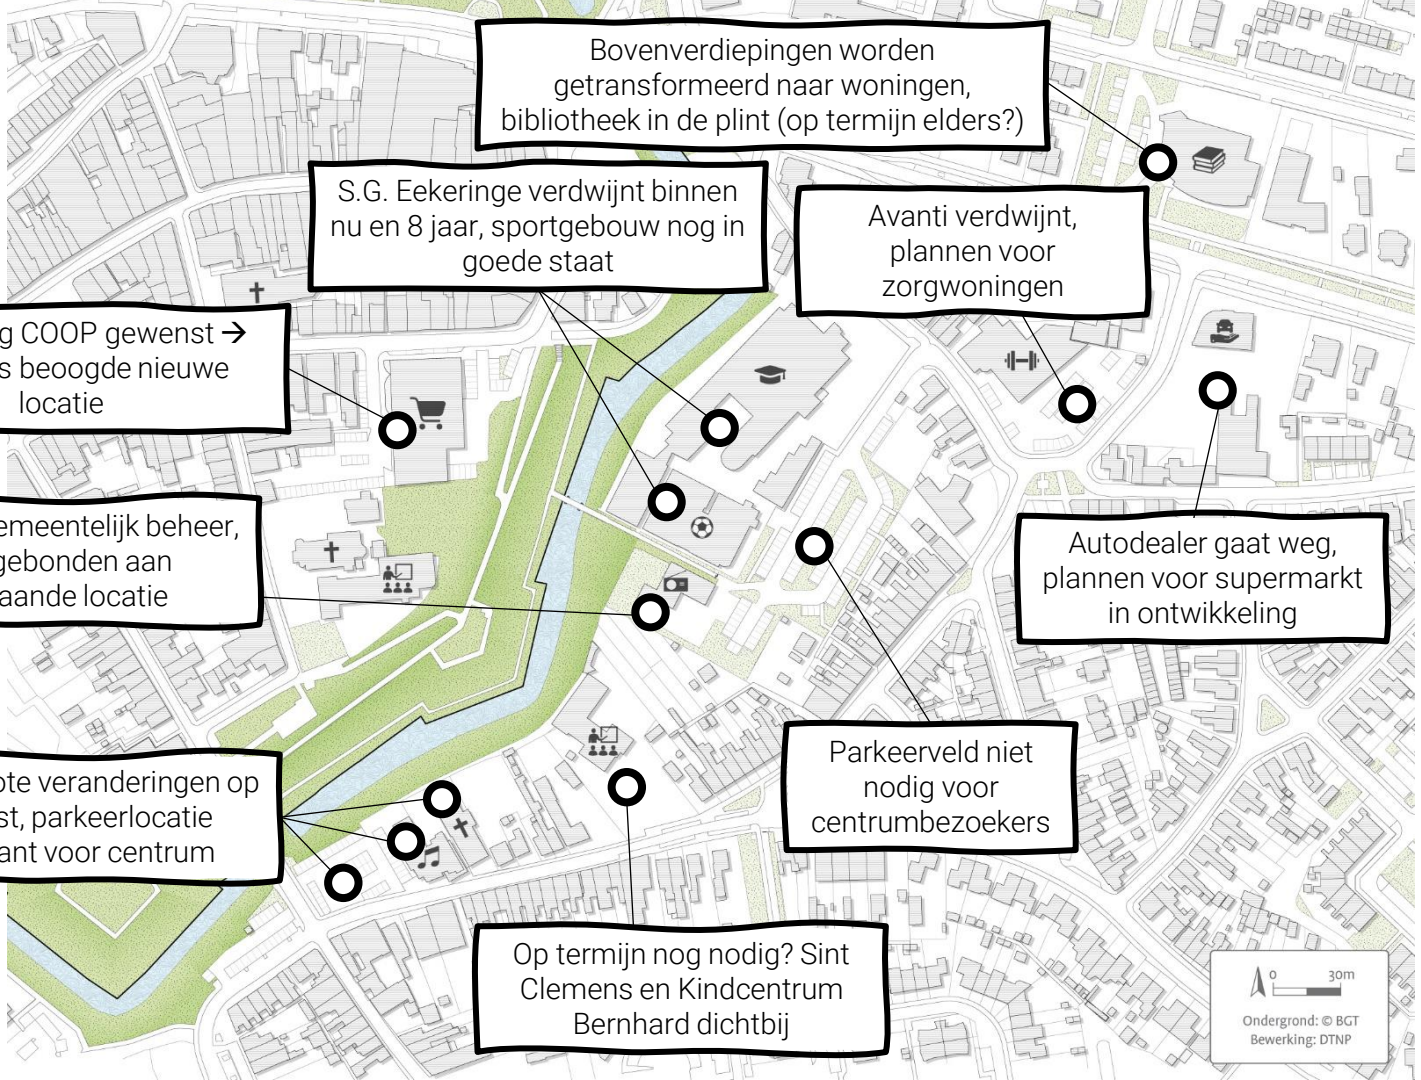 Bovenverdiepingen worden
getransformeerd naar woningen,
bibliotheek in de plint (op termijn elders?)
S.G. Eekeringe verdwijnt binnen
nu en 8 jaar, sportgebouw nog in
goede staat
Avanti verdwijnt,
plannen voor
zorgwoningen
g COOP gewenst →
s beoogde nieuwe
locatie
emeentelijk beheer,
gebonden aan
aande locatie
Autodealer gaat weg,
plannen voor supermarkt
in ontwikkeling
Parkeerveld niet
nodig voor
centrumbezoekers
ote veranderingen op
st, parkeerlocatie
ant voor centrum
Op termijn nog nodig? Sint
Clemens en Kindcentrum
Bernhard dichtbij
0 30m
Ondergrond: © BGT
Bewerking: DTNP